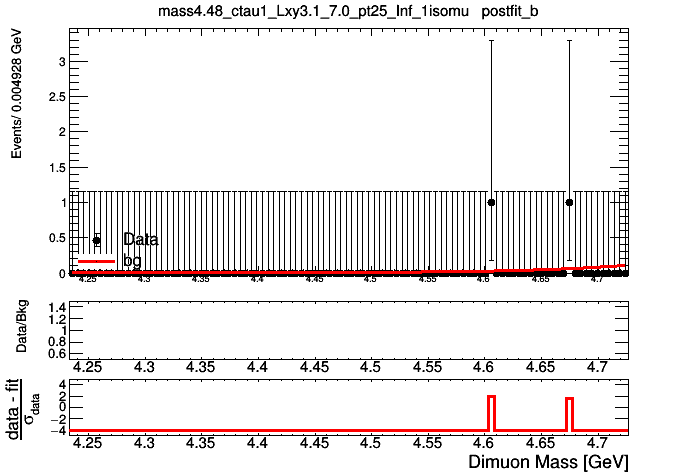 mass4.48_ctau1_Lxy3.1_7.0_pt25_Inf_1isomu postfit_b
Events/ 0.004928 GeV
3
2.5
2
1.5
1
0.5
0
Data
bg
4.25 4.3 4.35 4.4 4.45 4.5 4.55 4.6 4.65 4.7
Data/Bkg
1.4
1.2
1
0.8
0.6
4.25 4.3 4.35 4.4 4.45 4.5 4.55 4.6 4.65 4.7
data - fit
σdata
4
2
0
−2
−4
4.25 4.3 4.35 4.4 4.45 4.5 4.55 4.6 4.65 4.7
Dimuon Mass [GeV]